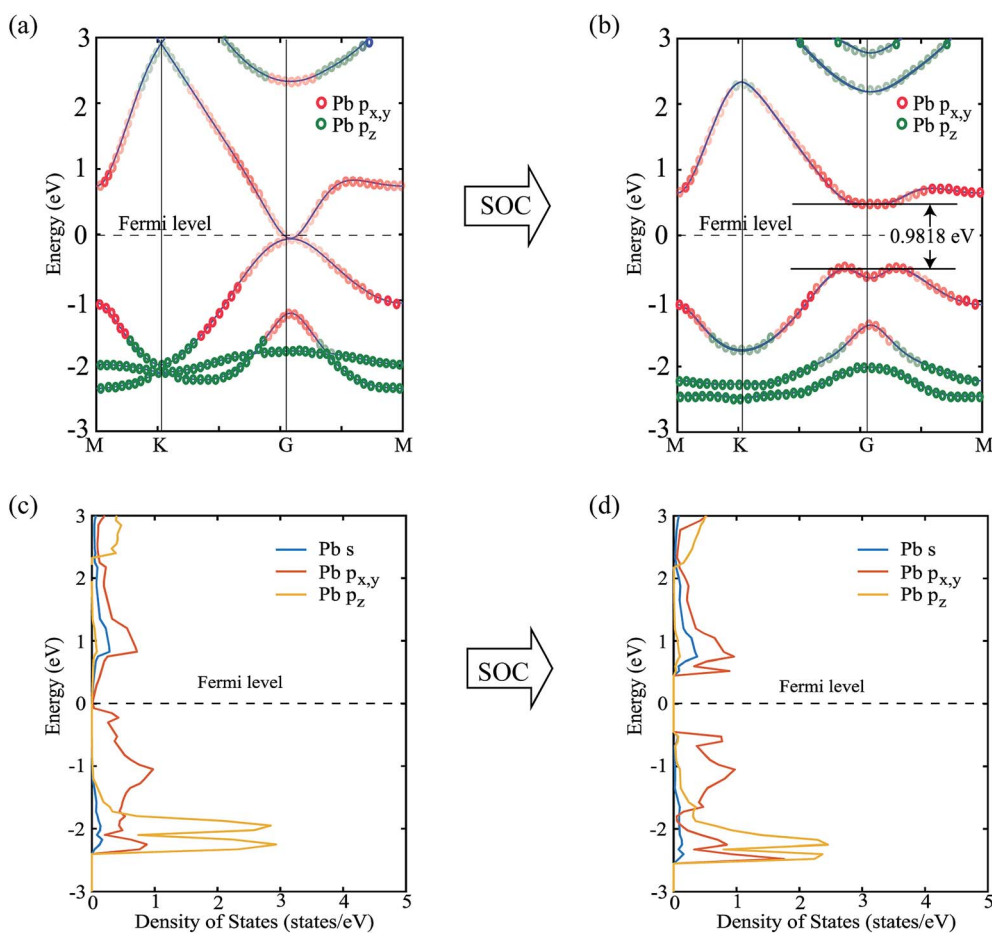 (a)
3
2
1
0
-1
-2
-3
Energy (eV)
Pb px,y
Pb pz
Fermi level
M K G M
SOC
(b)
3
2
1
0
-1
-2
-3
Energy (eV)
Pb px,y
Pb pz
Fermi level
0.9818 eV
M K G M
(c)
3
2
1
0
-1
-2
-3
Energy (eV)
Pb s
Pb px,y
Pb pz
Fermi level
0 1 2 3 4 5
Density of States (states/eV)
SOC
(d)
3
2
1
0
-1
-2
-3
Energy (eV)
Pb s
Pb px,y
Pb pz
Fermi level
0 1 2 3 4 5
Density of States (states/eV)